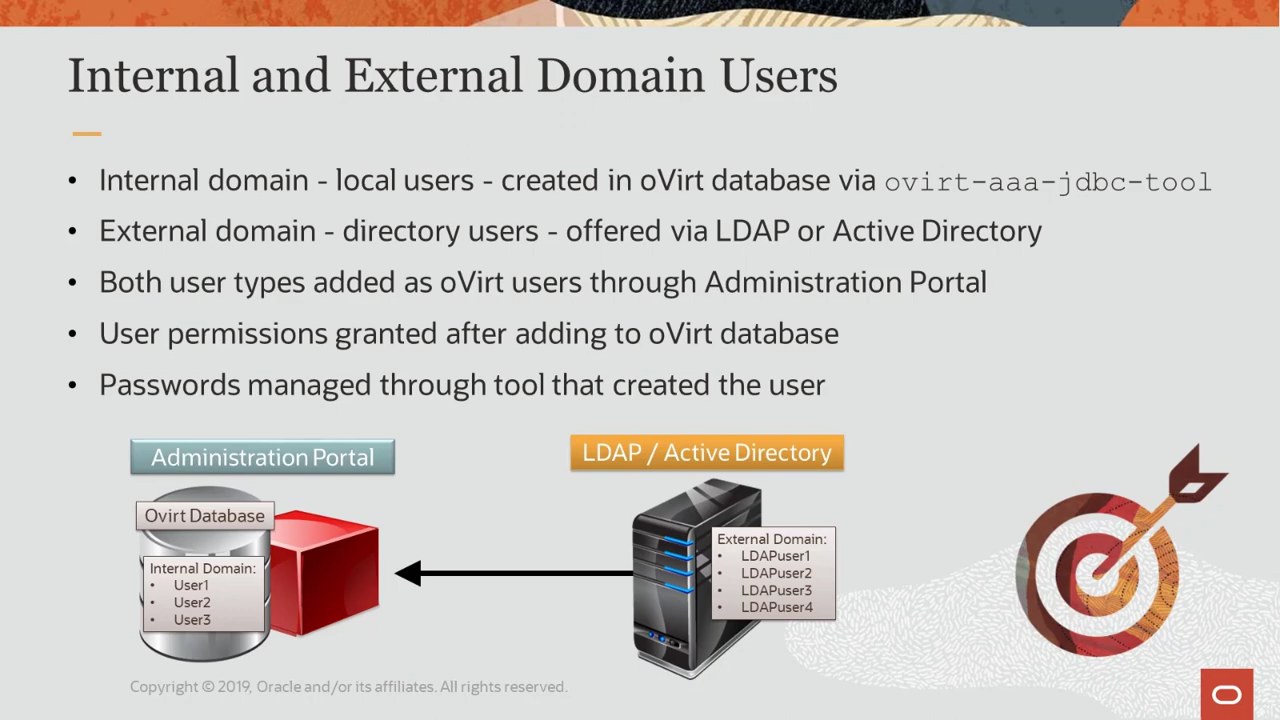 Internal and External Domain Users
• Internal domain - local users - created in oVirt database via ovirt-aaa-jdbc-tool
• External domain - directory users - offered via LDAP or Active Directory
• Both user types added as oVirt users through Administration Portal
• User permissions granted after adding to oVirt database
• Passwords managed through tool that created the user
Administration Portal
Ovirt Database
Internal Domain:
• User1
• User2
• User3
LDAP / Active Directory
External Domain:
• LDAPuser1
• LDAPuser2
• LDAPuser3
• LDAPuser4
Copyright © 2019, Oracle and/or its affiliates. All rights reserved.